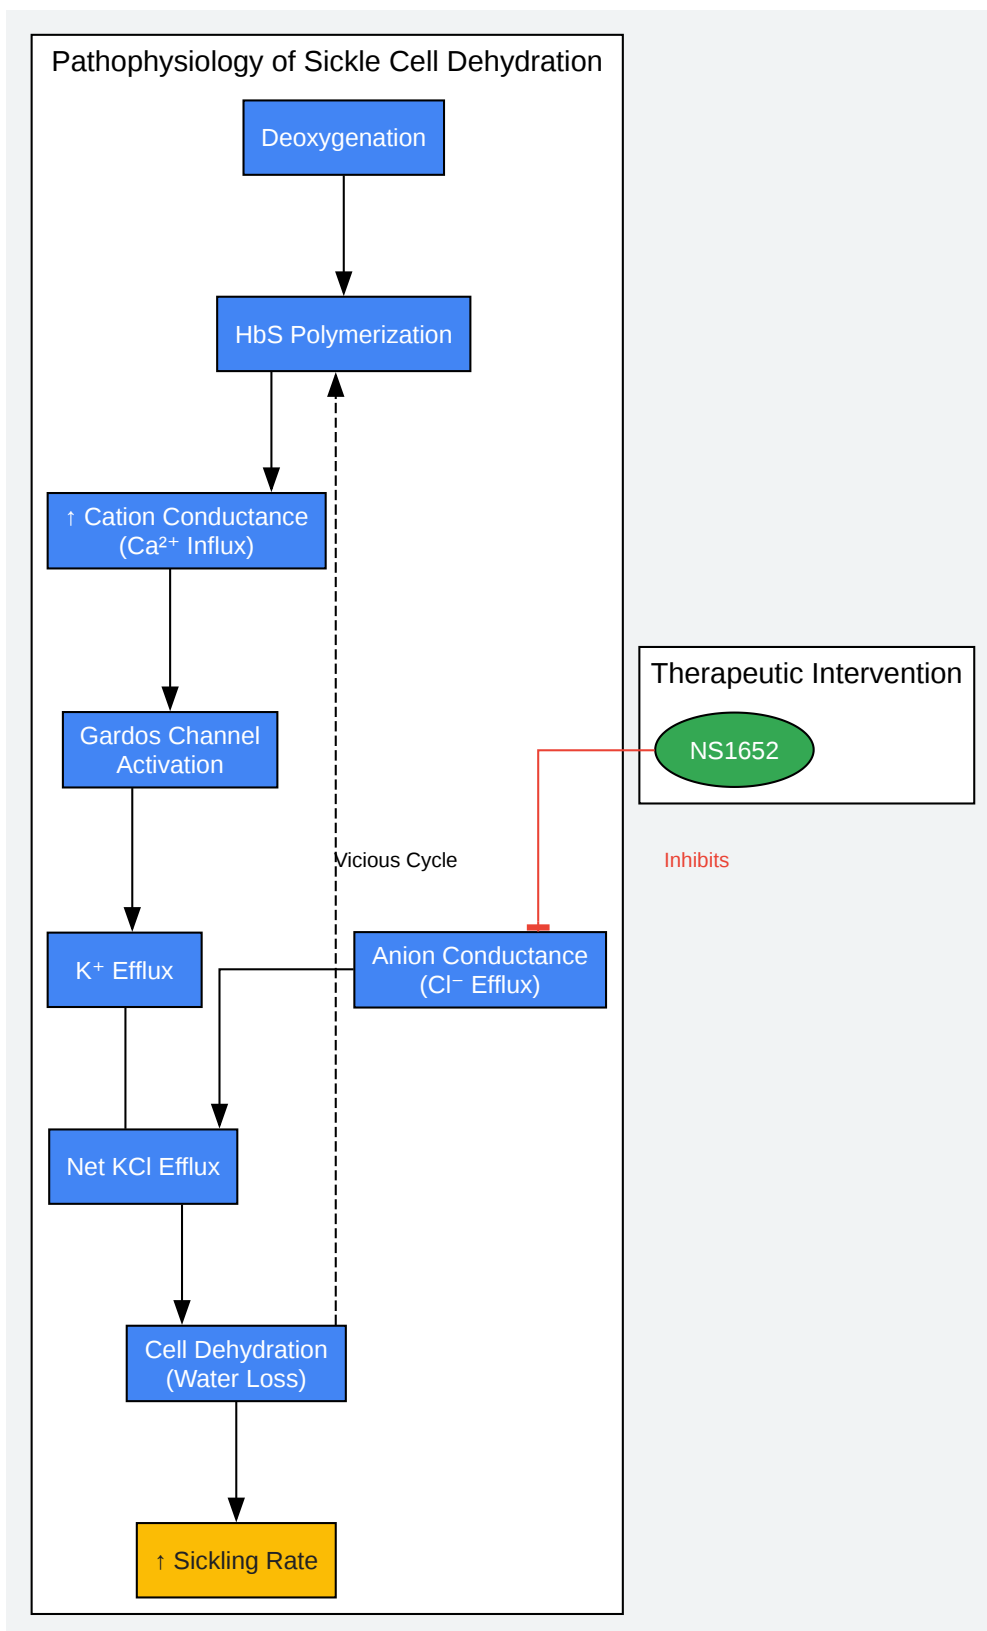 Pathophysiology of Sickle Cell Dehydration
Deoxygenation
HbS Polymerization
↑ Cation Conductance
(Ca²⁺ Influx)
Gardos Channel
Activation
Therapeutic Intervention
NS1652
Vicious Cycle
Inhibits
K⁺ Efflux
Anion Conductance
(Cl⁻ Efflux)
Net KCl Efflux
Cell Dehydration
(Water Loss)
↑ Sickling Rate